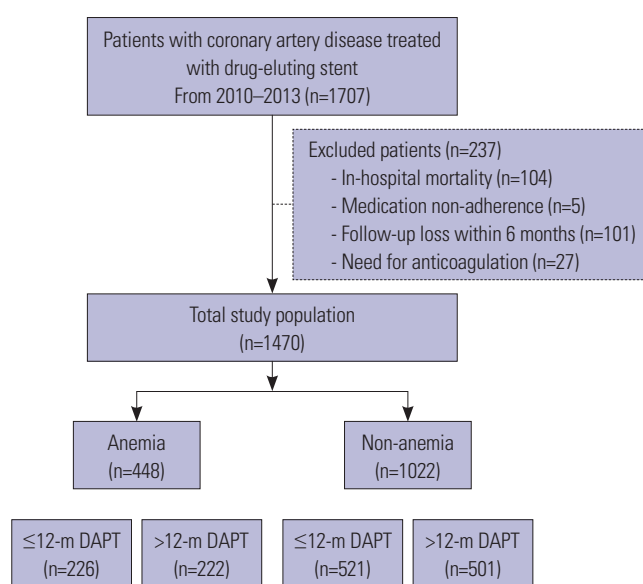 Patients with coronary artery disease treated
with drug-eluting stent
From 2010–2013 (n=1707)
Excluded patients (n=237)
- In-hospital mortality (n=104)
- Medication non-adherence (n=5)
- Follow-up loss within 6 months (n=101)
- Need for anticoagulation (n=27)
Total study population
(n=1470)
Anemia
(n=448)
Non-anemia
(n=1022)
≤12-m DAPT
(n=226)
>12-m DAPT
(n=222)
≤12-m DAPT
(n=521)
>12-m DAPT
(n=501)